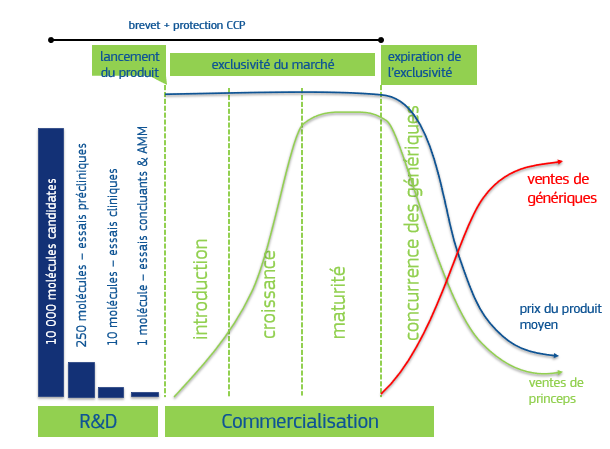 brevet + protection CCP
lancement
du produit
exclusivité du marché
expiration de
l'exclusivité
10 000 molécules candidates
250 molécules – essais précliniques
10 molécules – essais cliniques
1 molécule – essais concluants & AMM
introduction
croissance
maturité
concurrence des génériques
ventes de
génériques
prix du produit
moyen
ventes de
princeps
R&D
Commercialisation